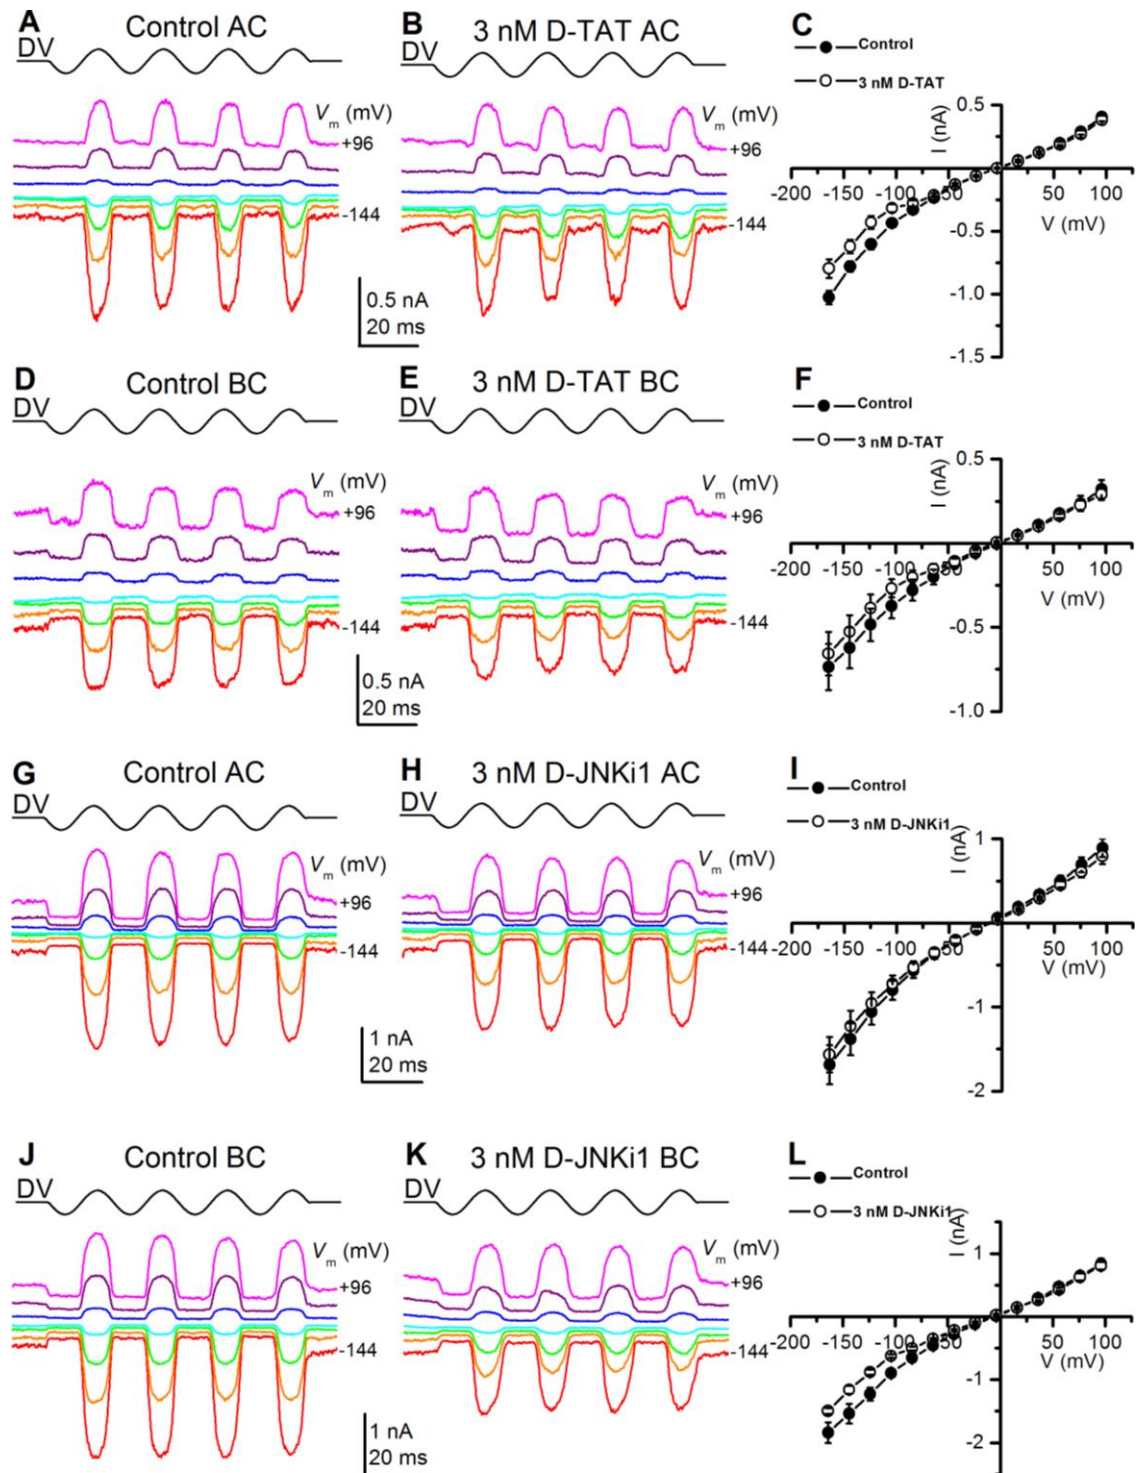 A Control AC
DV
Vm (mV)
+96
-144
0.5 nA
20 ms
B 3 nM D-TAT AC
DV
Vm (mV)
+96
-144
C
Control
3 nM D-TAT
I (nA)
0.5
-200 -150 -100 -50 50 100
V (mV)
-0.5
-1.0
-1.5
D Control BC
DV
Vm (mV)
+96
-144
0.5 nA
20 ms
E 3 nM D-TAT BC
DV
Vm (mV)
+96
-144
F
Control
3 nM D-TAT
I (nA)
0.5
-200 -150 -100 -50 50 100
V (mV)
-0.5
-1.0
G Control AC
DV
Vm (mV)
+96
-144
1 nA
20 ms
H 3 nM D-JNKi1 AC
DV
Vm (mV)
+96
-144
I
Control
3 nM D-JNKi1
I (nA)
1
-200 -150 -100 -50 50 100
V (mV)
-1
-2
J Control BC
DV
Vm (mV)
+96
-144
1 nA
20 ms
K 3 nM D-JNKi1 BC
DV
Vm (mV)
+96
-144
L
Control
3 nM D-JNKi1
I (nA)
1
-200 -150 -100 -50 50 100
V (mV)
-1
-2